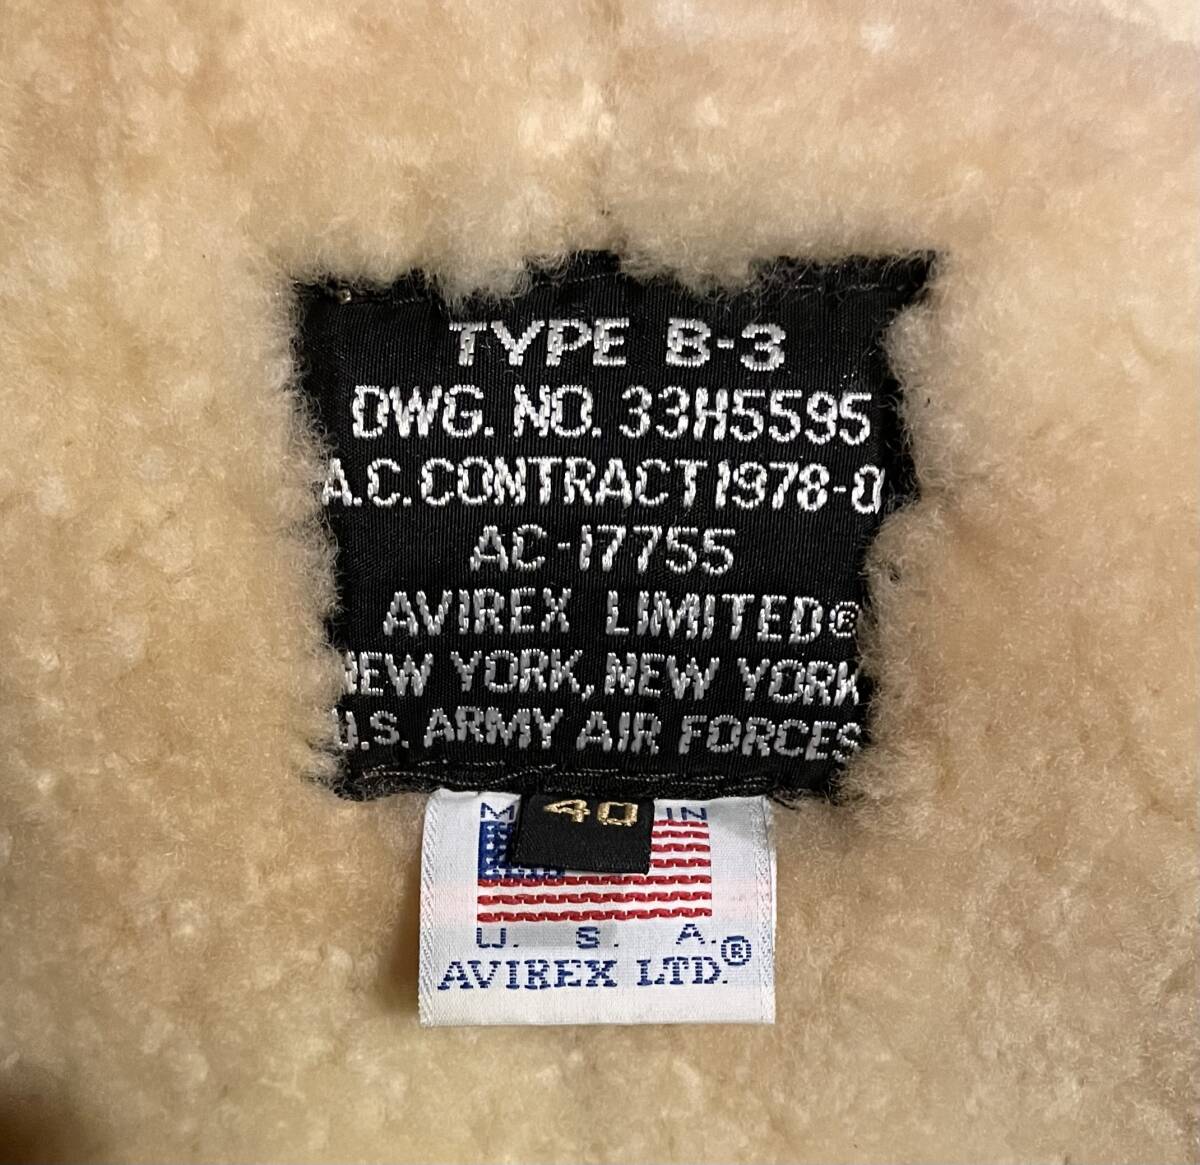 TYPE B-3
DWG. NO. 33H5595
A.C. CONTRACT 1978-0
AC-17755
AVIREX LIMITED®
NEW YORK, NEW YORK
U.S. ARMY AIR FORCES
40
IN
U. S. A.
AVIREX LTD.®